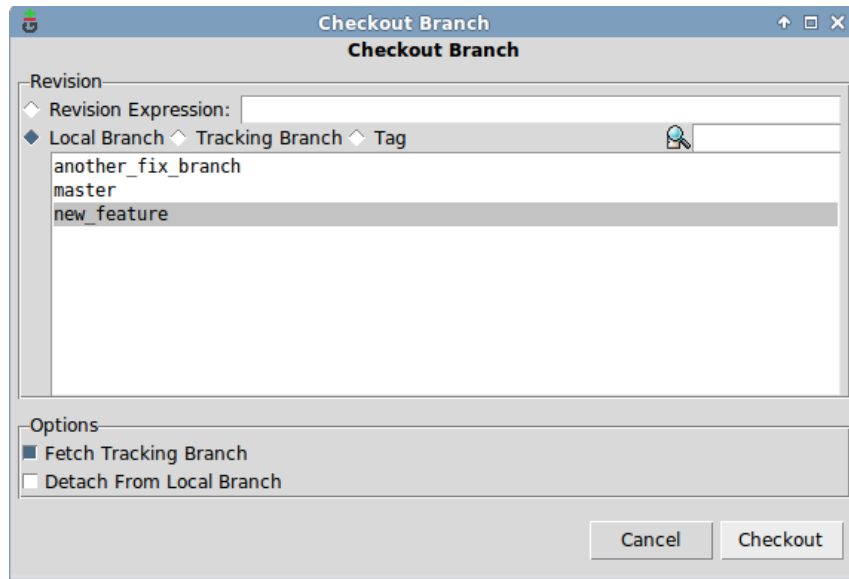 Checkout Branch
Checkout Branch
Revision
Revision Expression:
Local Branch Tracking Branch Tag
another_fix_branch
master
new_feature
Options
Fetch Tracking Branch
Detach From Local Branch
Cancel Checkout